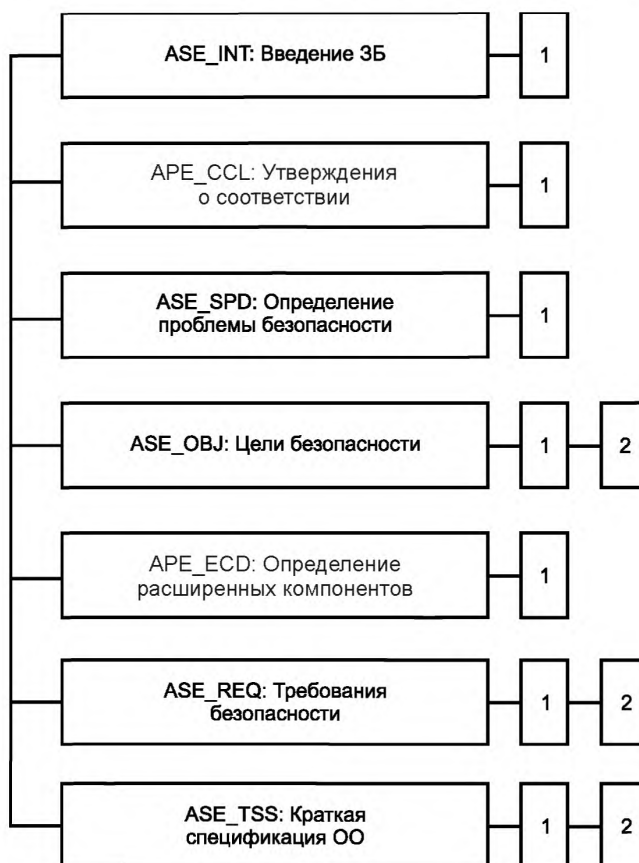 ASE_INT: Введение ЗБ 1
APE_CCL: Утверждения
о соответствии 1
ASE_SPD: Определение
проблемы безопасности 1
ASE_OBJ: Цели безопасности 1 2
APE_ECD: Определение
расширенных компонентов 1
ASE_REQ: Требования
безопасности 1 2
ASE_TSS: Краткая
спецификация ОО 1 2